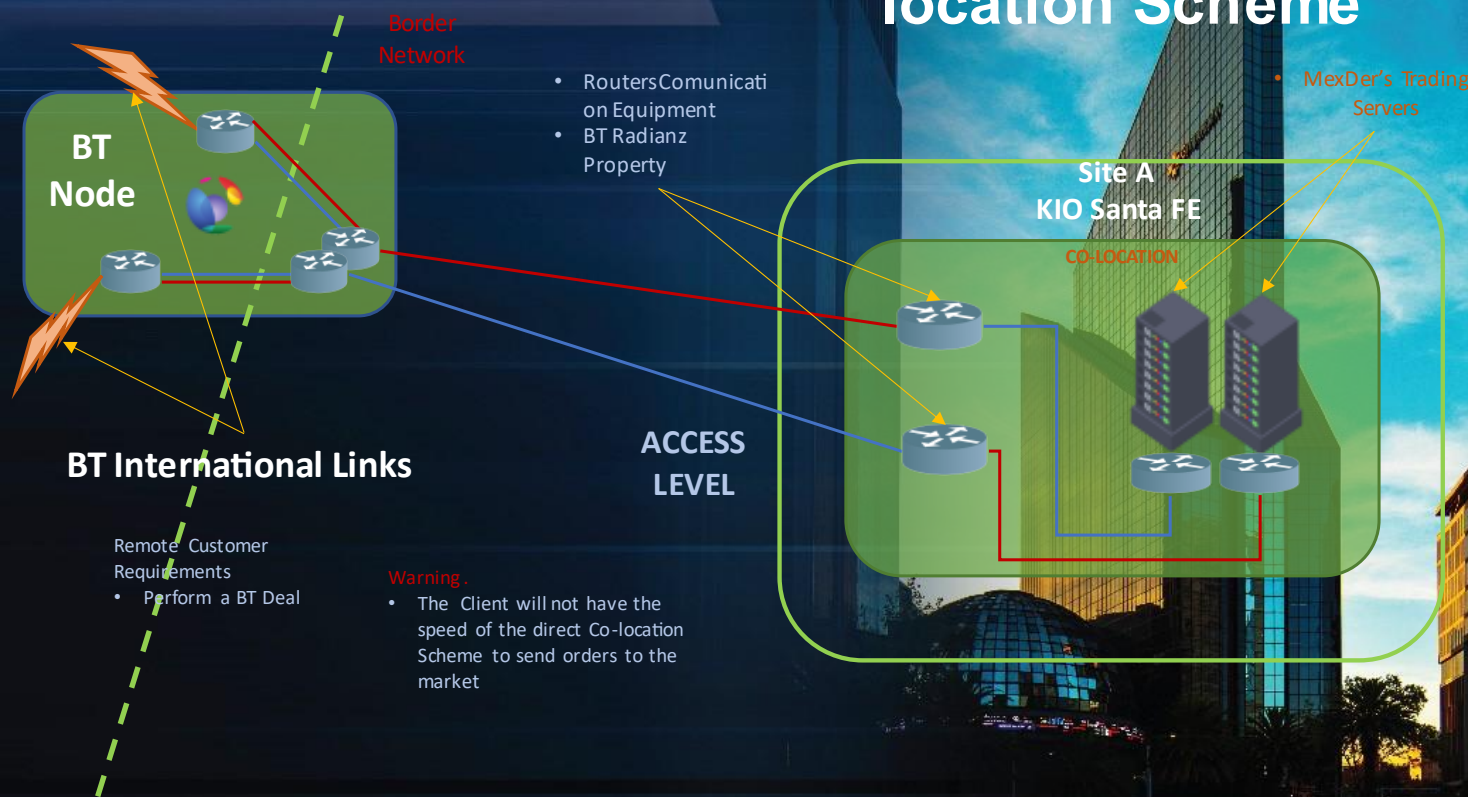 location Scheme
Border
Network
• RoutersComunicati
on Equipment
• BT Radianz
Property
• MexDer's Trading
Servers
BT
Node
Site A
KIO Santa FE
CO-LOCATION
ACCESS
LEVEL
BT International Links
Remote Customer
Requirements
• Perform a BT Deal
Warning.
• The Client will not have the
speed of the direct Co-location
Scheme to send orders to the
market